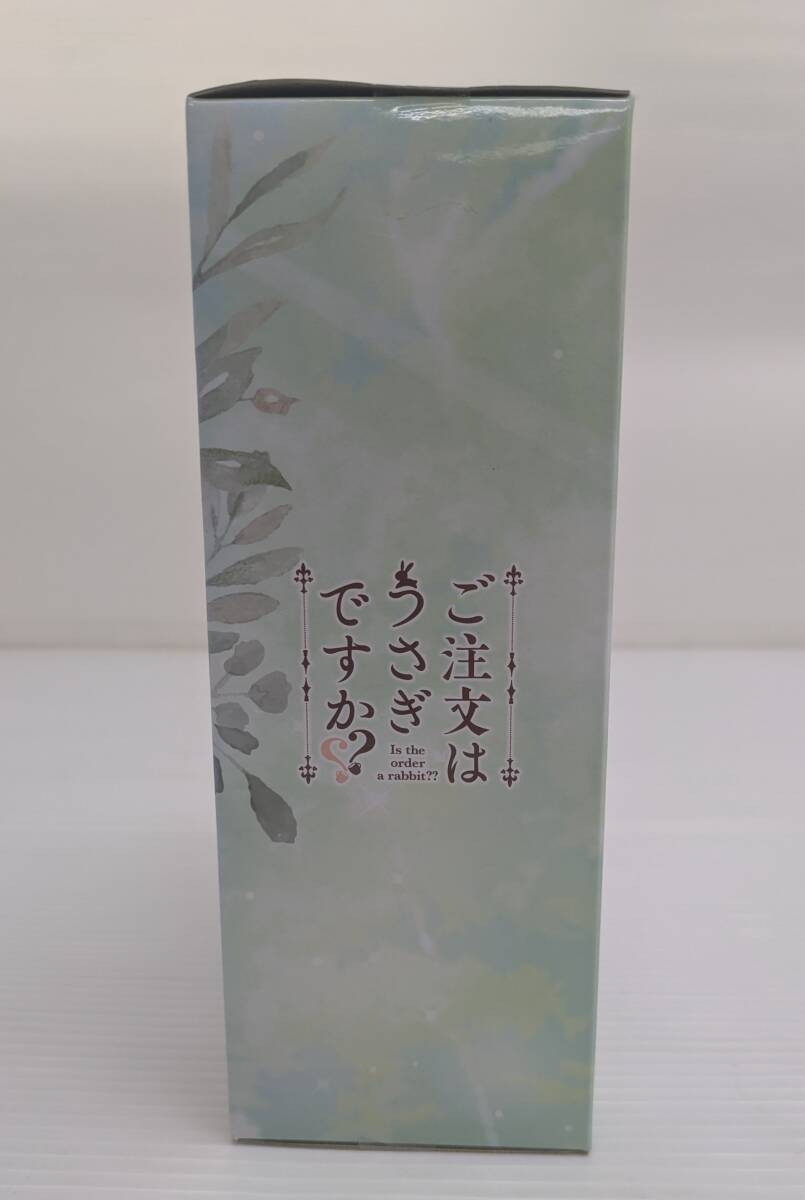 ご注文は
うさぎ
ですか??
Is the
order
a rabbit??